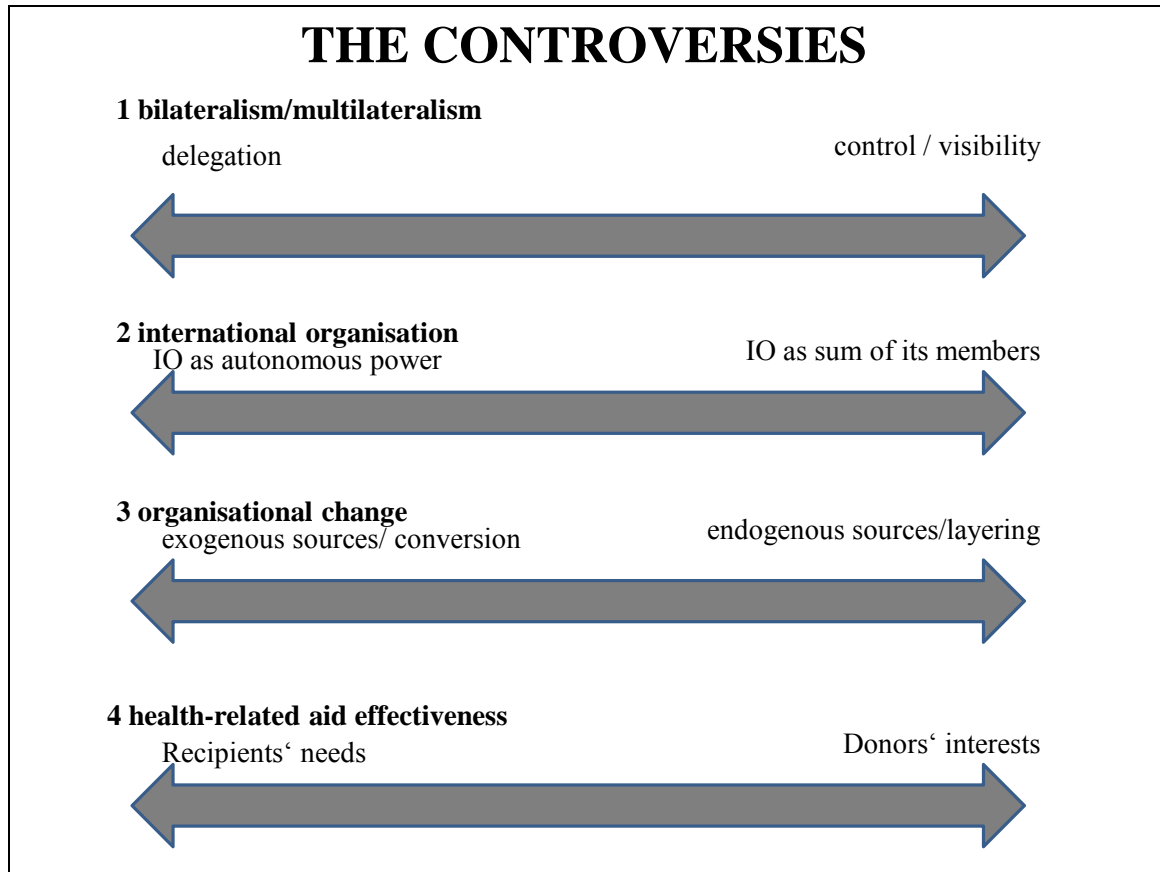 THE CONTROVERSIES
1 bilateralism/multilateralism
delegation
control / visibility
2 international organisation
IO as autonomous power
IO as sum of its members
3 organisational change
exogenous sources/ conversion
endogenous sources/layering
4 health-related aid effectiveness
Recipients‘ needs
Donors‘ interests